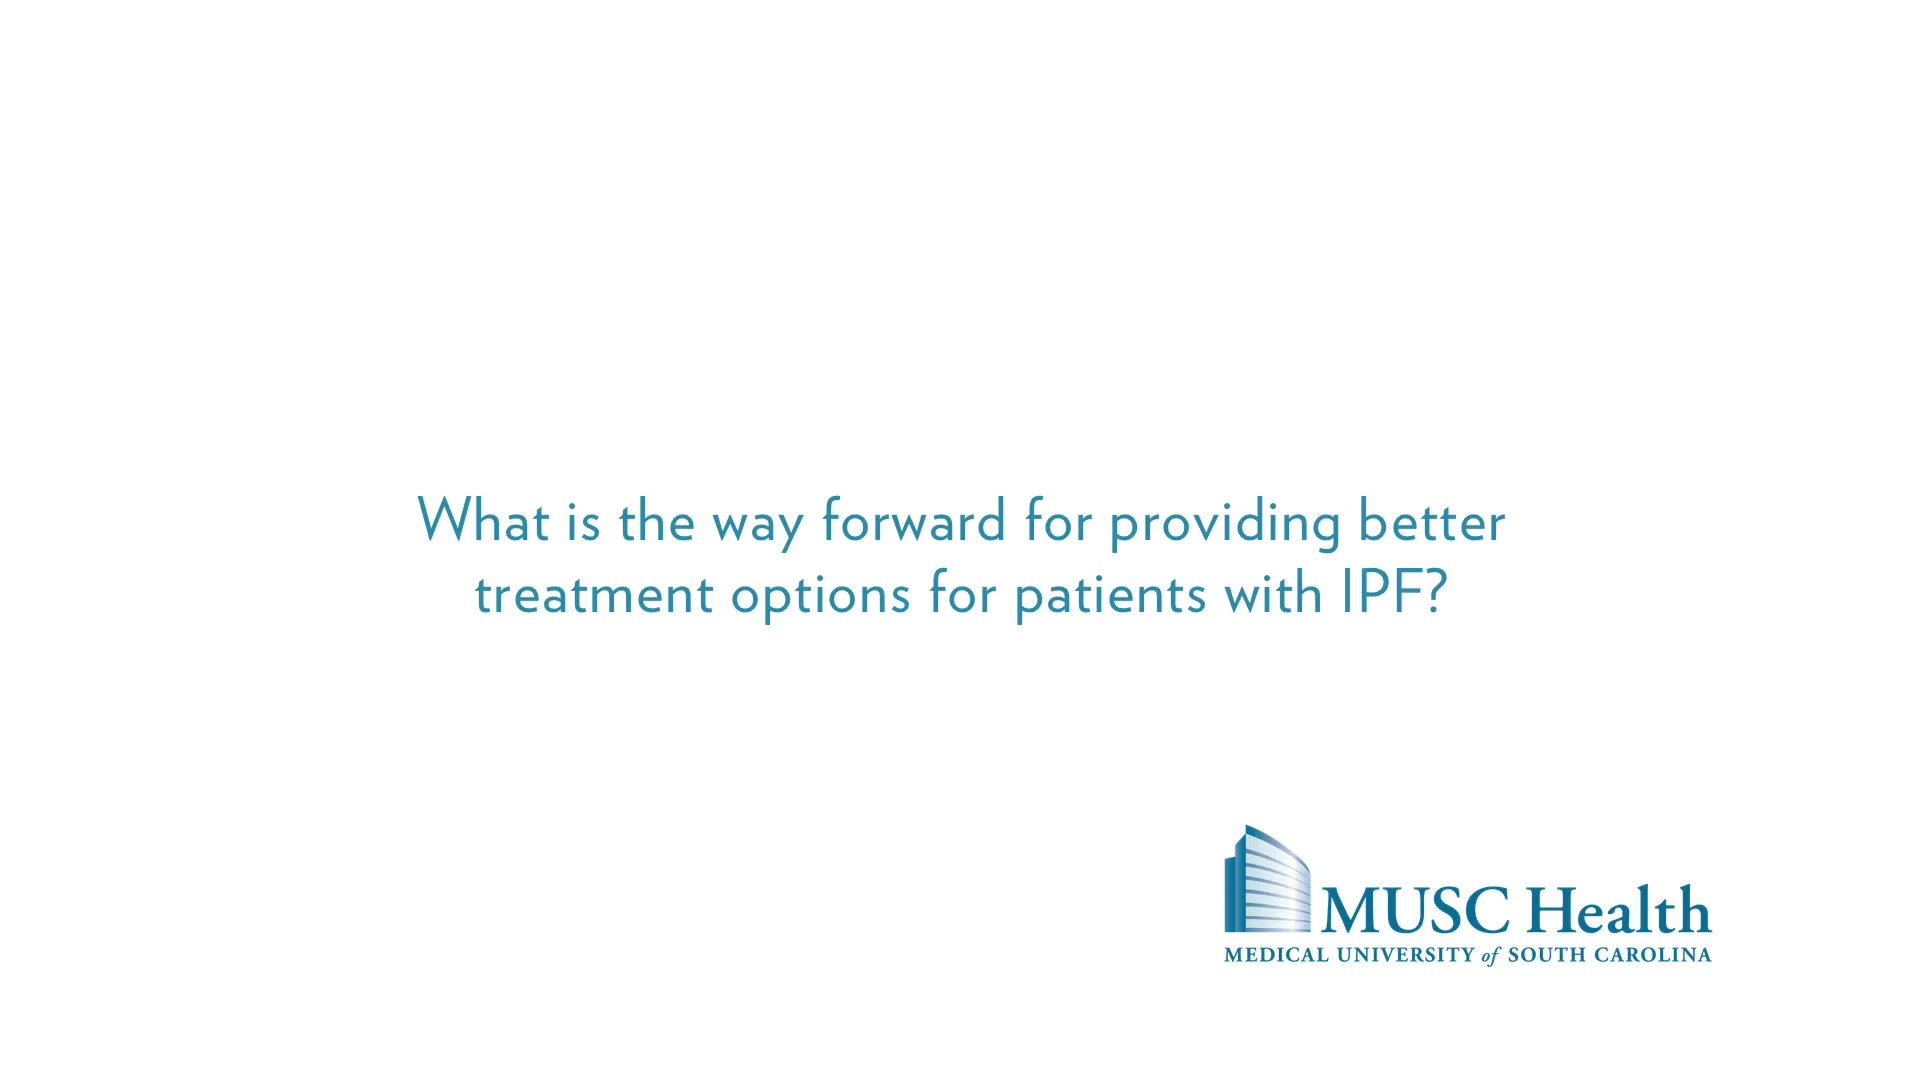 What is the way forward for providing better
treatment options for patients with IPF?
MUSC Health
MEDICAL UNIVERSITY of SOUTH CAROLINA